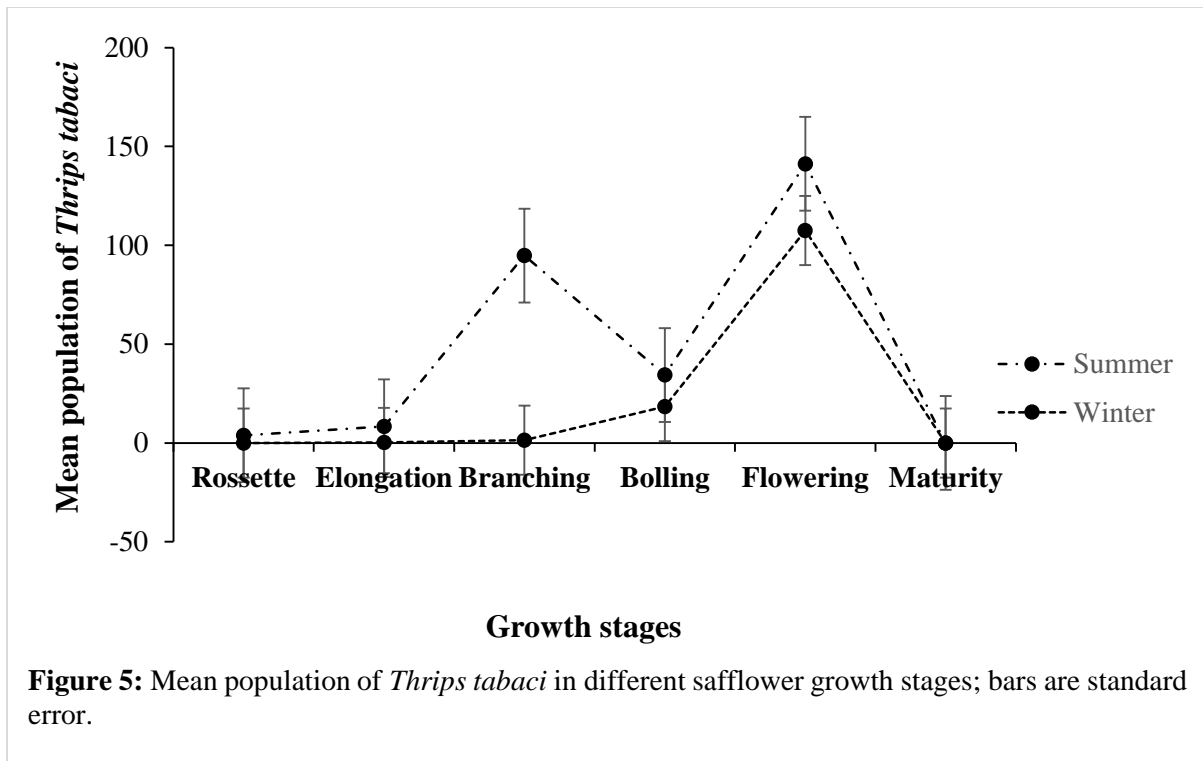 Mean population of Thrips tabaci
200
150
100
50
0
-50
Rossette Elongation Branching Bolling Flowering Maturity
Summer
Winter
Growth stages
Figure 5: Mean population of Thrips tabaci in different safflower growth stages; bars are standard
error.